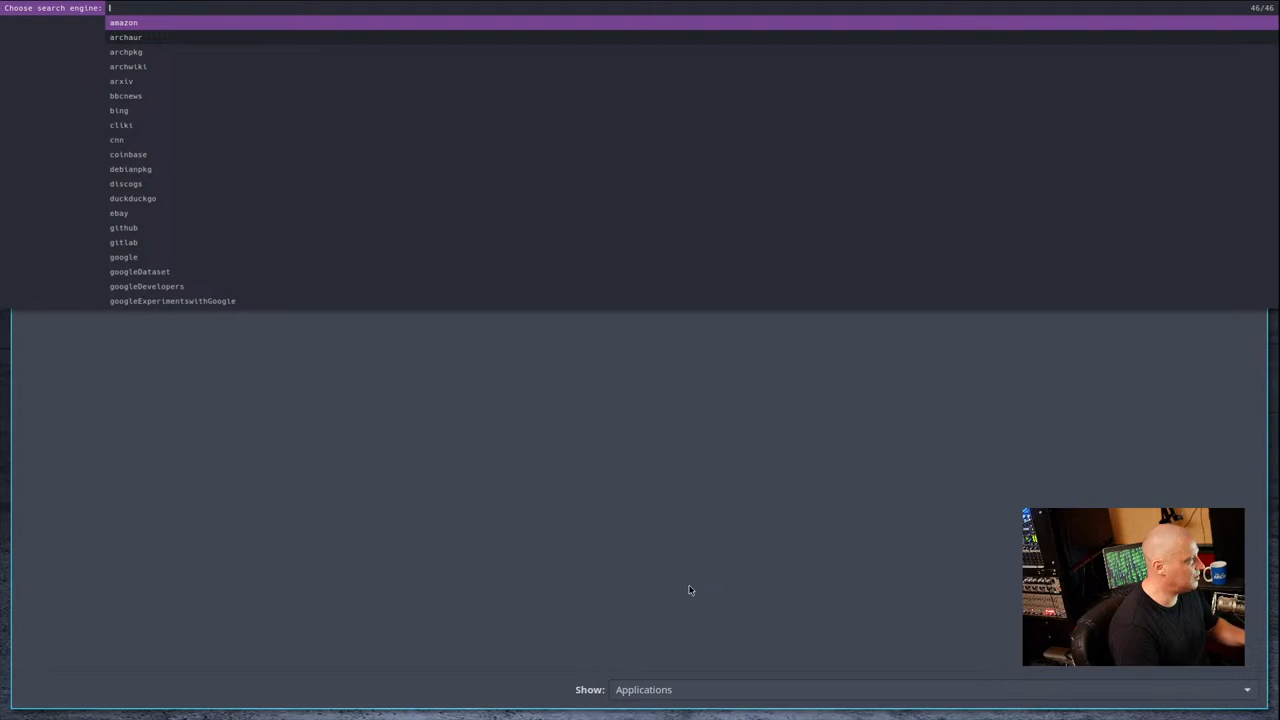 Choose search engine: 46/46
amazon
archaur
archpkg
archwiki
arxiv
bbcnews
bing
cliki
cnn
coinbase
debianpkg
discogs
duckduckgo
ebay
github
gitlab
google
googleDataset
googleDevelopers
googleExperimentswithGoogle
Show: Applications